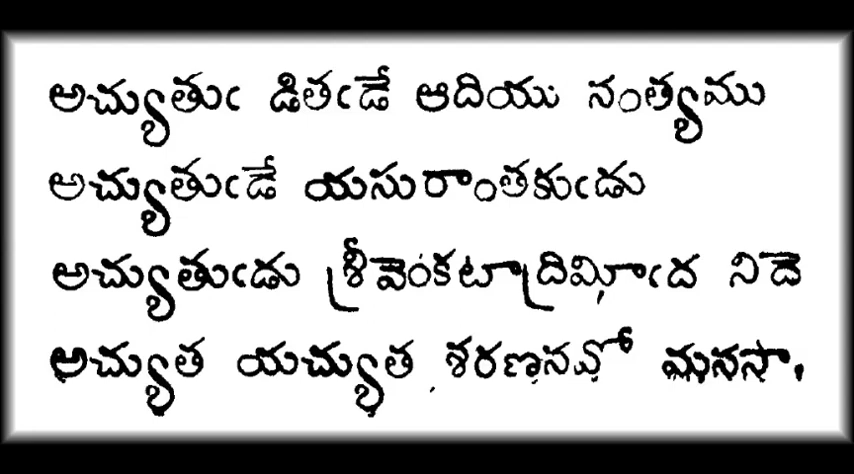 అచ్యుతుఁ డితఁడే ఆదియు నంత్యము
అచ్యుతుఁడే యసురాంతకుఁడు
అచ్యుతుఁడు శ్రీవెంకటాద్రిమీఁద నిదె
అచ్యుత యచ్యుత శరణనవో మనసా,